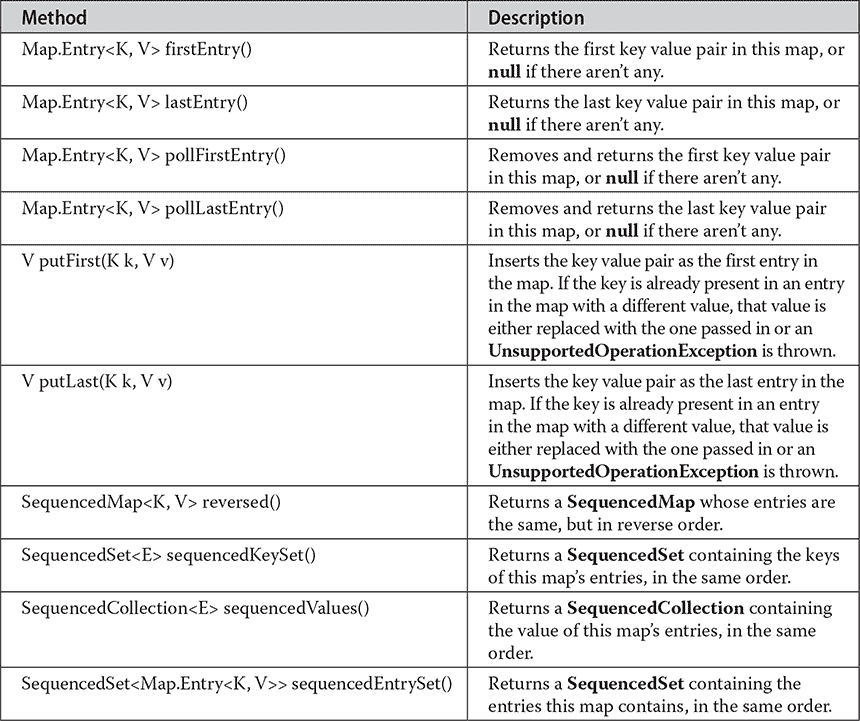 Method Description
Map.Entry<K, V> firstEntry() Returns the first key value pair in this map, or
null if there aren't any.
Map.Entry<K, V> lastEntry() Returns the last key value pair in this map, or
null if there aren't any.
Map.Entry<K, V> pollFirstEntry() Removes and returns the first key value pair
in this map, or null if there aren't any.
Map.Entry<K, V> pollLastEntry() Removes and returns the last key value pair
in this map, or null if there aren't any.
V putFirst(K k, V v) Inserts the key value pair as the first entry in
the map. If the key is already present in an entry
in the map with a different value, that value is
either replaced with the one passed in or an
UnsupportedOperationException is thrown.
V putLast(K k, V v) Inserts the key value pair as the last entry in the
map. If the key is already present in an entry
in the map with a different value, that value is
either replaced with the one passed in or an
UnsupportedOperationException is thrown.
SequencedMap<K, V> reversed() Returns a SequencedMap whose entries are
the same, but in reverse order.
SequencedSet<E> sequencedKeySet() Returns a SequencedSet containing the keys
of this map's entries, in the same order.
SequencedCollection<E> sequencedValues() Returns a SequencedCollection containing
the value of this map's entries, in the same
order.
SequencedSet<Map.Entry<K, V>> sequencedEntrySet() Returns a SequencedSet containing the
entries this map contains, in the same order.